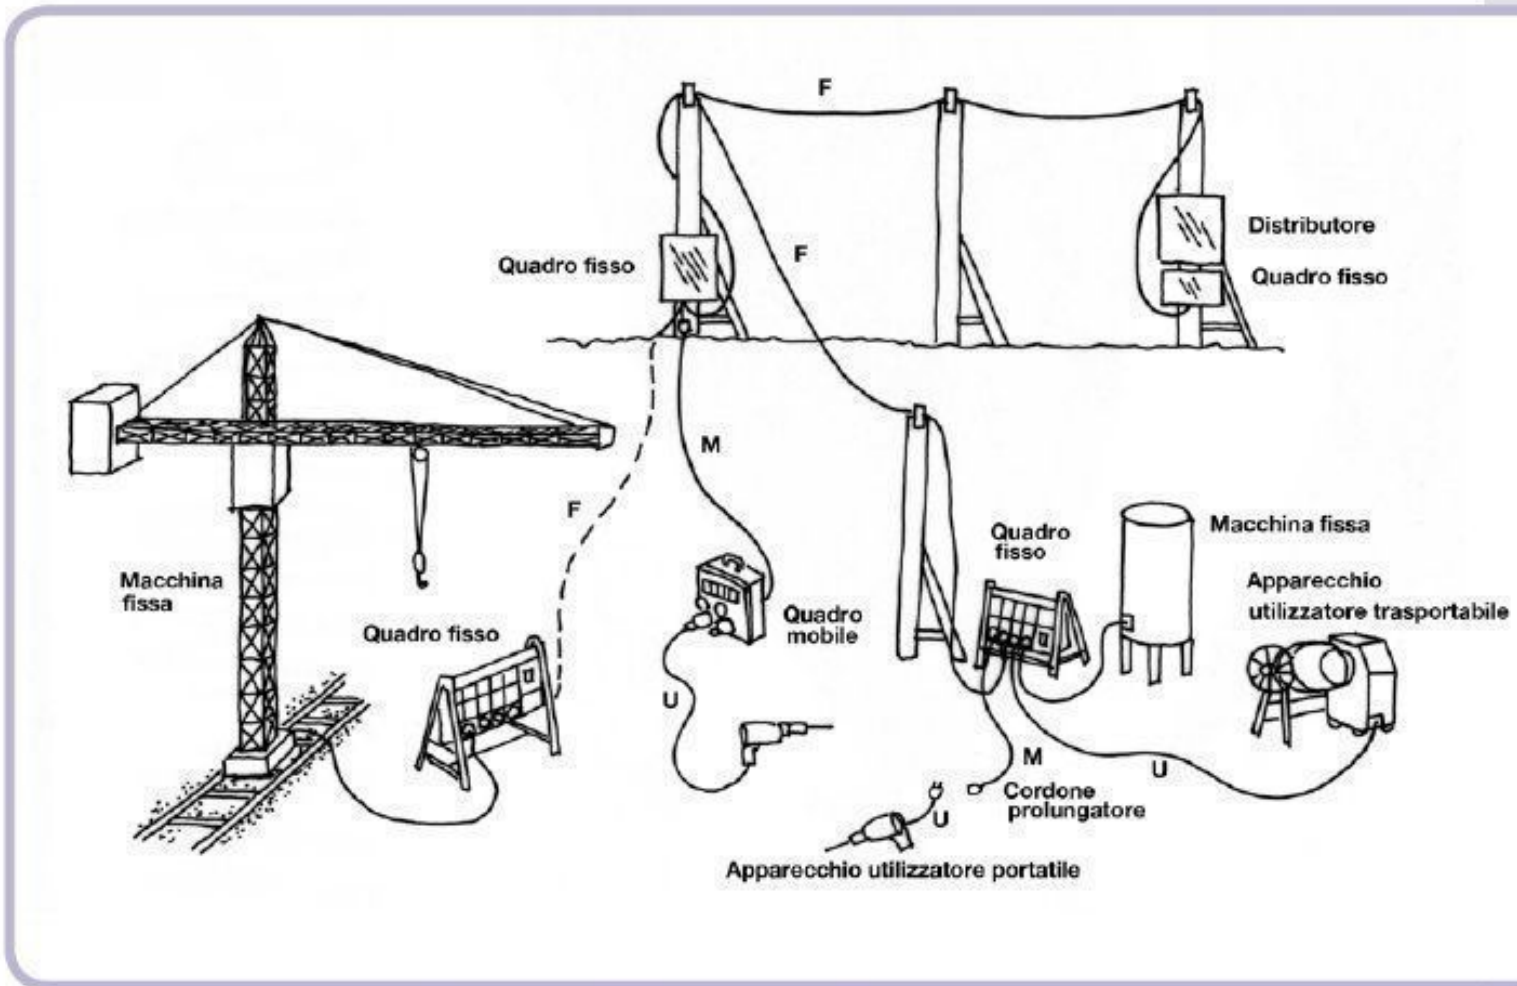 F
Distributore
Quadro fisso
F
Quadro fisso
M
F
Macchina
fissa
Quadro fisso
Quadro
mobile
U
Quadro
fisso
Macchina fissa
Apparecchio
utilizzatore trasportabile
M
U
Cordone
prolungatore
U
Apparecchio utilizzatore portatile